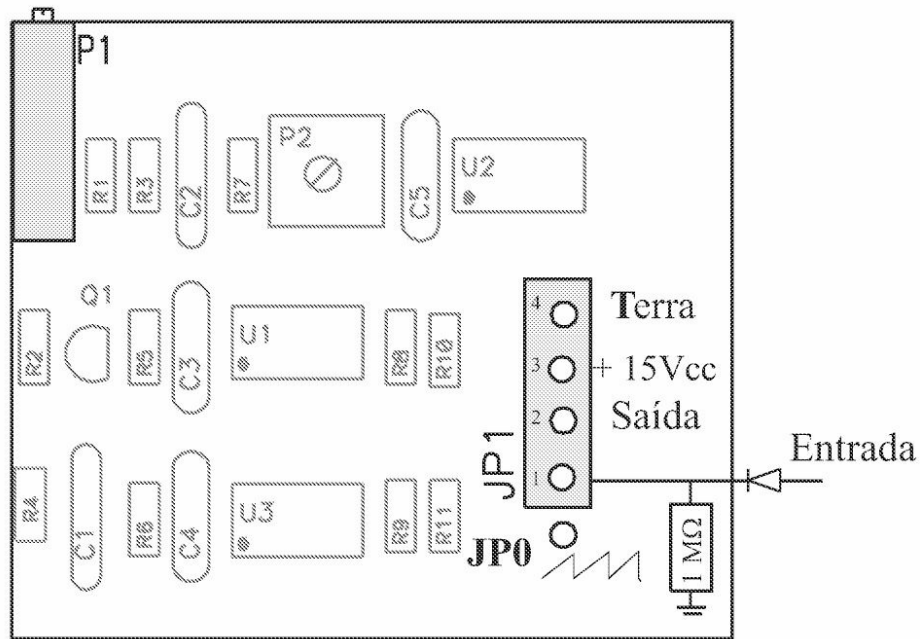 P1
R1
R3
C2
R7
P2
C5
U2
Q1
R2
R5
C3
U1
R8
R10
4
Terra
3
+ 15Vcc
2
Saída
1
JP1
Entrada
R4
C1
R6
C4
U3
R9
R11
JP0
1 MΩ